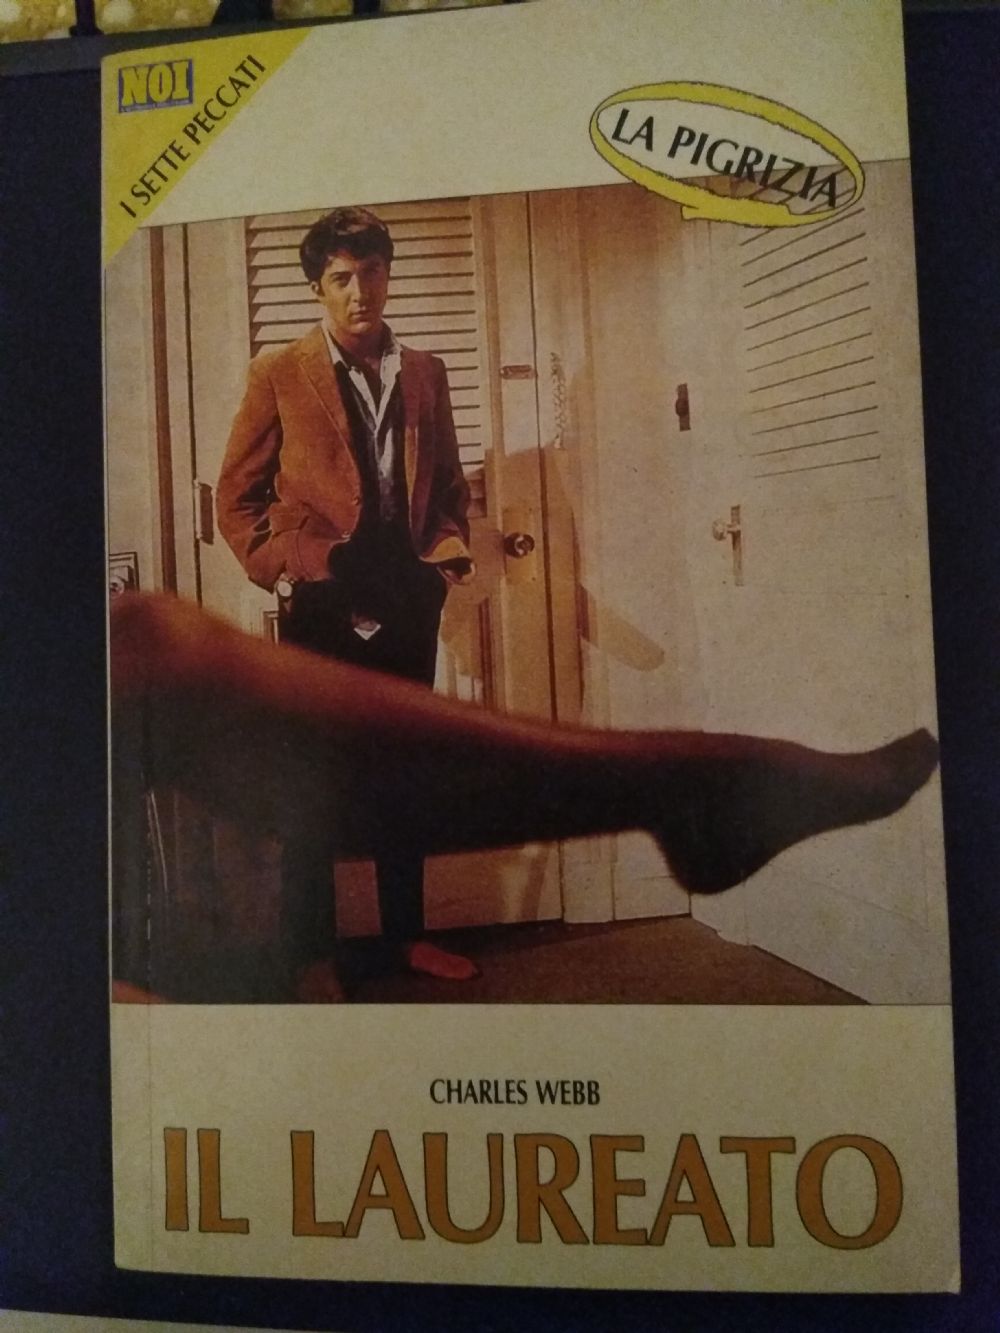 NOI
I SETTE PECCATI
LA PIGRIZIA
CHARLES WEBB
IL LAUREATO